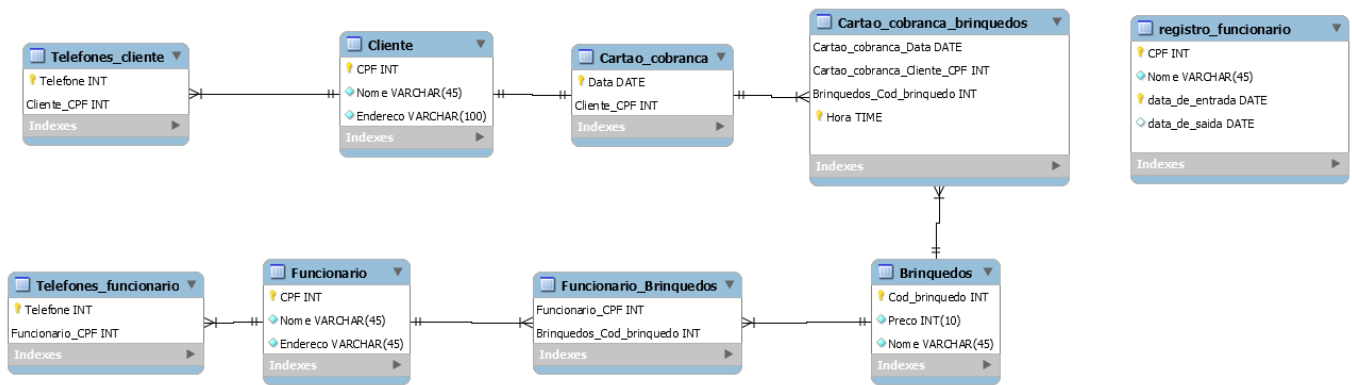 Telefones_cliente
Telefone INT
Cliente_CPF INT
Indexes
Cliente
CPF INT
Nome VARCHAR(45)
Endereco VARCHAR(100)
Indexes
Cartao_cobranca
Data DATE
Cliente_CPF INT
Indexes
Cartao_cobranca_brinquedos
Cartao_cobranca_Data DATE
Cartao_cobranca_Cliente_CPF INT
Brinquedos_Cod_brinquedo INT
Hora TIME
Indexes
registro_funcionario
CPF INT
Nome VARCHAR(45)
data_de_entrada DATE
data_de_saida DATE
Indexes
Telefones_funcionario
Telefone INT
Funcionario_CPF INT
Indexes
Funcionario
CPF INT
Nome VARCHAR(45)
Endereco VARCHAR(45)
Indexes
Funcionario_Brinquedos
Funcionario_CPF INT
Brinquedos_Cod_brinquedo INT
Indexes
Brinquedos
Cod_brinquedo INT
Preco INT(10)
Nome VARCHAR(45)
Indexes